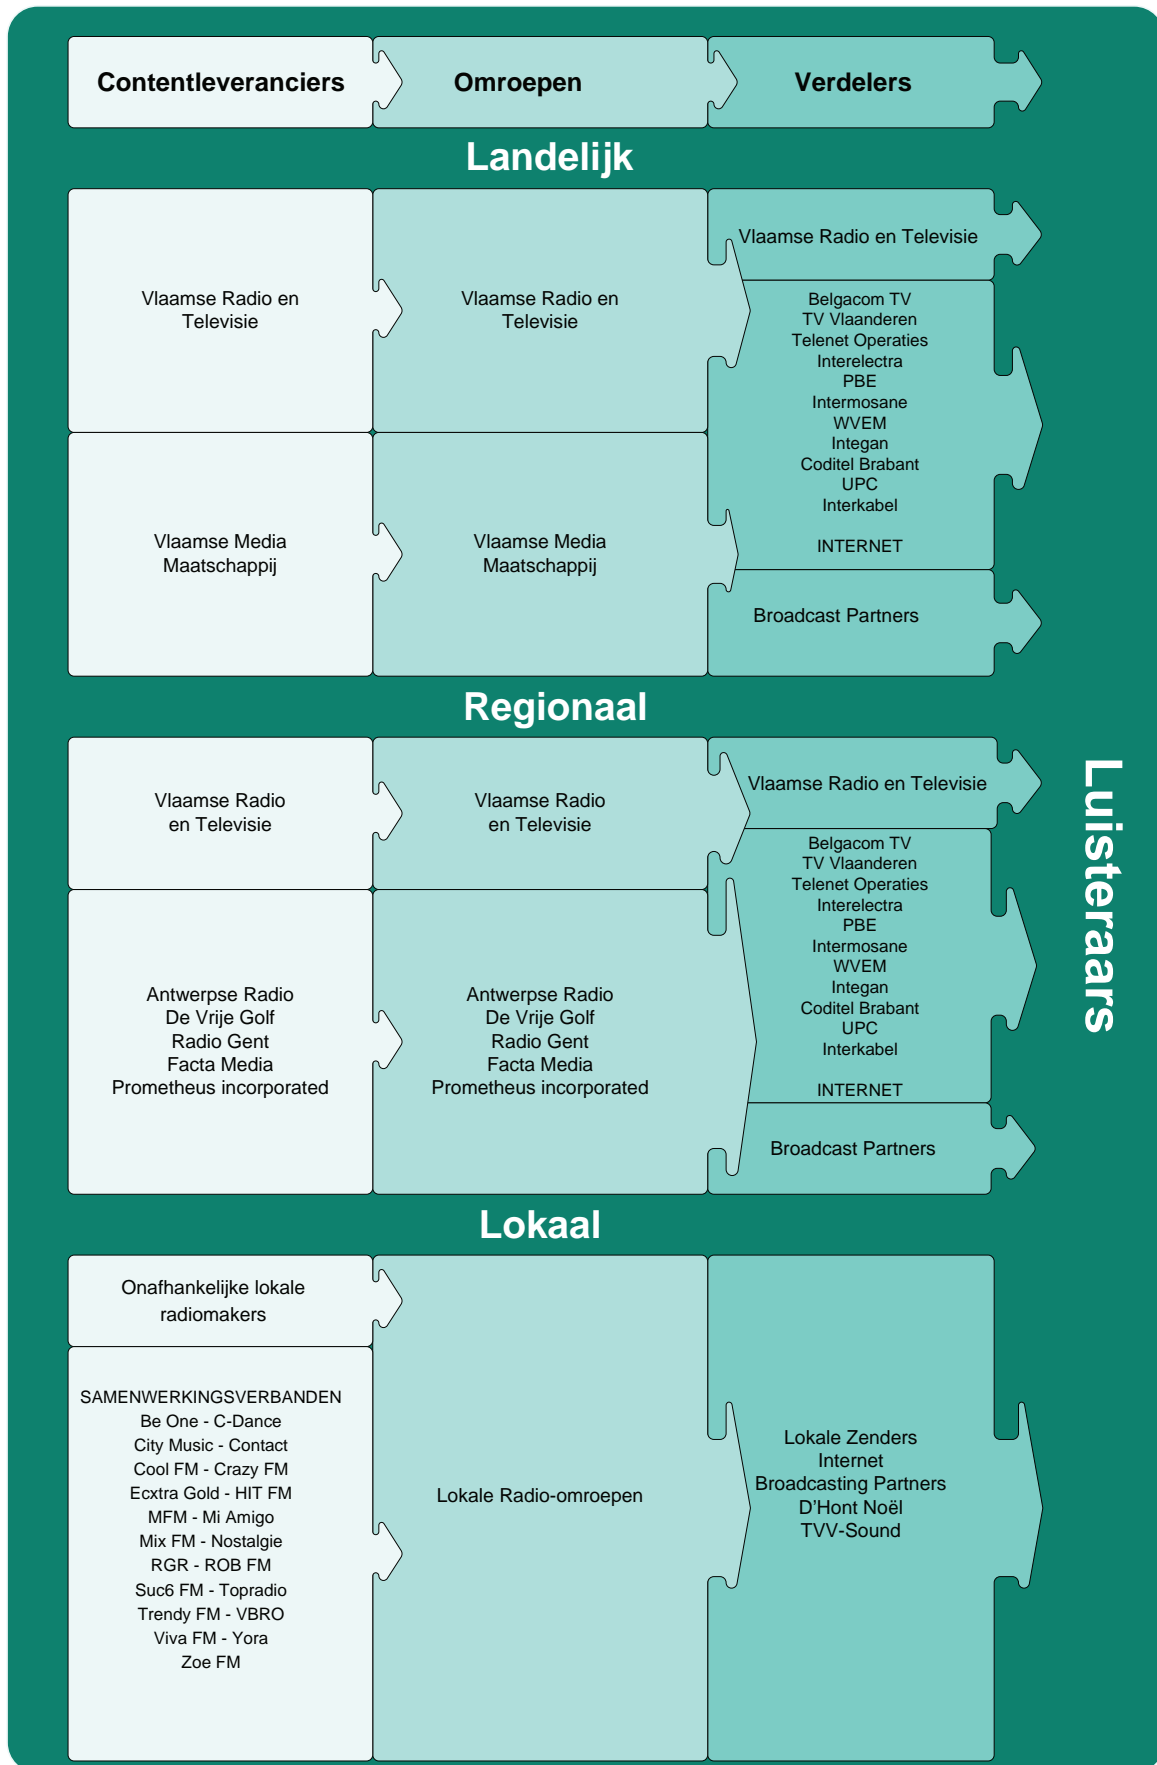 Contentleveranciers
Omroepen
Verdelers
Landelijk
Vlaamse Radio en
Televisie
Vlaamse Radio en
Televisie
Vlaamse Radio en Televisie
Belgacom TV
TV Vlaanderen
Telenet Operaties
Interelectra
PBE
Intermosane
WVEM
Integan
Coditel Brabant
UPC
Interkabel
INTERNET
Vlaamse Media
Maatschappij
Vlaamse Media
Maatschappij
Broadcast Partners
Regionaal
Vlaamse Radio
en Televisie
Vlaamse Radio
en Televisie
Vlaamse Radio en Televisie
Belgacom TV
TV Vlaanderen
Telenet Operaties
Interelectra
PBE
Intermosane
WVEM
Integan
Coditel Brabant
UPC
Interkabel
INTERNET
Antwerpse Radio
De Vrije Golf
Radio Gent
Facta Media
Prometheus incorporated
Antwerpse Radio
De Vrije Golf
Radio Gent
Facta Media
Prometheus incorporated
Broadcast Partners
Lokaal
Onafhankelijke lokale
radiomakers
SAMENWERKINGSVERBANDEN
Be One - C-Dance
City Music - Contact
Cool FM - Crazy FM
Ecxtra Gold - HIT FM
MFM - Mi Amigo
Mix FM - Nostalgie
RGR - ROB FM
Suc6 FM - Topradio
Trendy FM - VBRO
Viva FM - Yora
Zoe FM
Lokale Radio-omroepen
Lokale Zenders
Internet
Broadcasting Partners
D'Hont Noël
TVV-Sound
Luisteraars